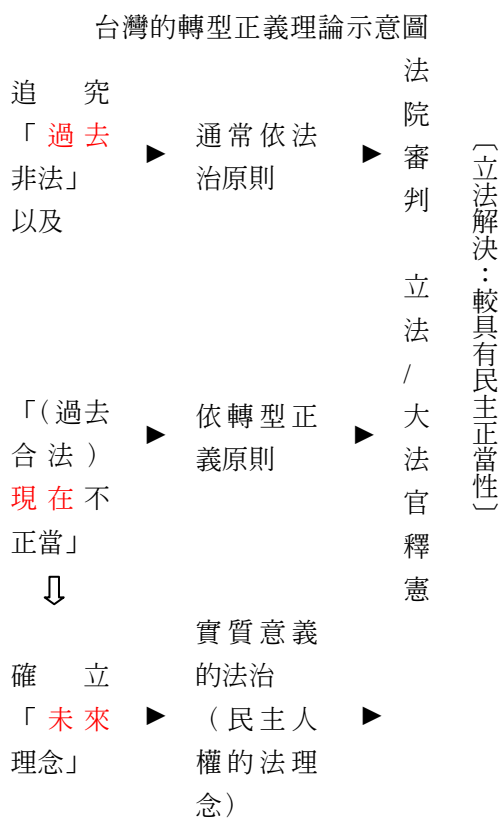 台灣的轉型正義理論示意圖
追究
「過去
非法」
以及
►
通常依法
治原則
►
法院審判
「(過去
合法)
現在不
正當」
►
依轉型正
義原則
►
立法/大法官釋憲
〔立法解決：較具有民主正當性〕
⇩
確立
「未來
理念」
►
實質意義
的法治
（民主人
權的法理
念）
►